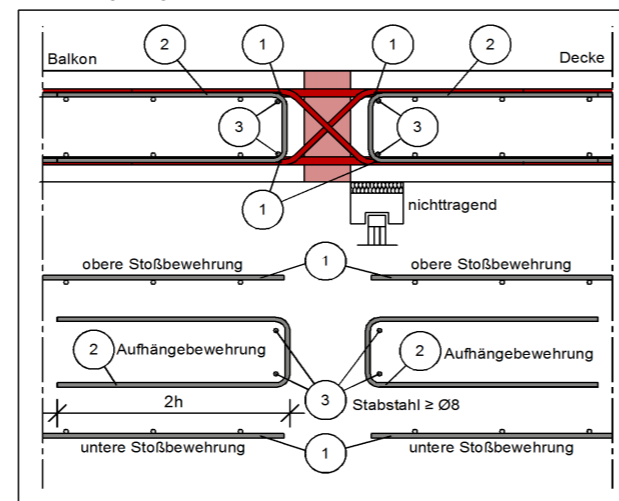 2 1 1 2
Balkon Decke
3 3
1
nichttragend
obere Stoßbewehrung 1 obere Stoßbewehrung
2 Aufhängebewehrung 2 Aufhängebewehrung
2h 3 Stabstahl ≥ Ø8
untere Stoßbewehrung 1 untere Stoßbewehrung